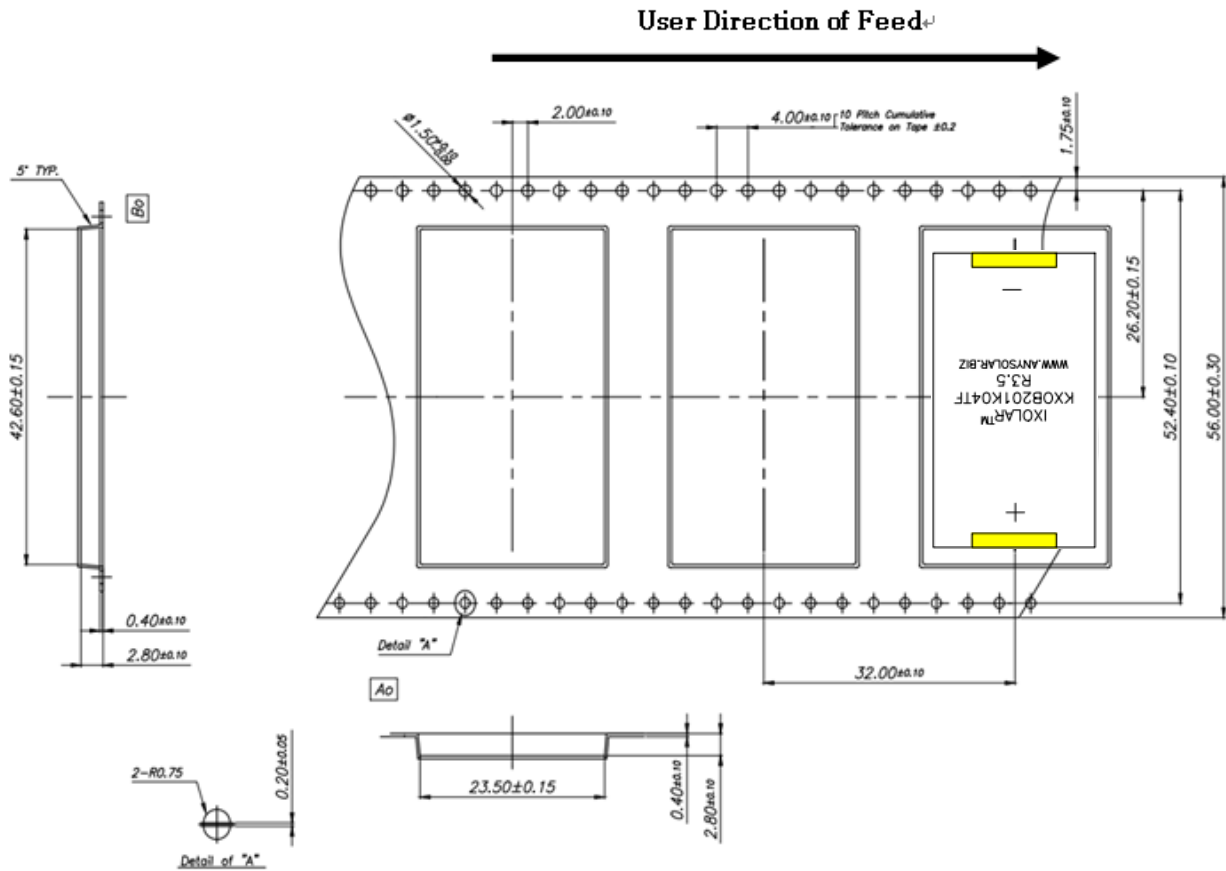 User Direction of Feed↵
2.00±0.10
4.00±0.10
10 Pitch Cumulative
Tolerance on Tape ±0.2
1.75±0.10
5° TYP.
Bo
42.60±0.15
26.20±0.15
52.40±0.10
56.00±0.30
IXOLAR™
KXOB201K04TF
R3.5
WWW.ANYSOLAR.BIZ
0.40±0.10
2.80±0.10
Detail "A"
32.00±0.10
Ao
23.50±0.15
0.40±0.10
2.80±0.10
2-R0.75
0.20±0.05
Detail of "A"